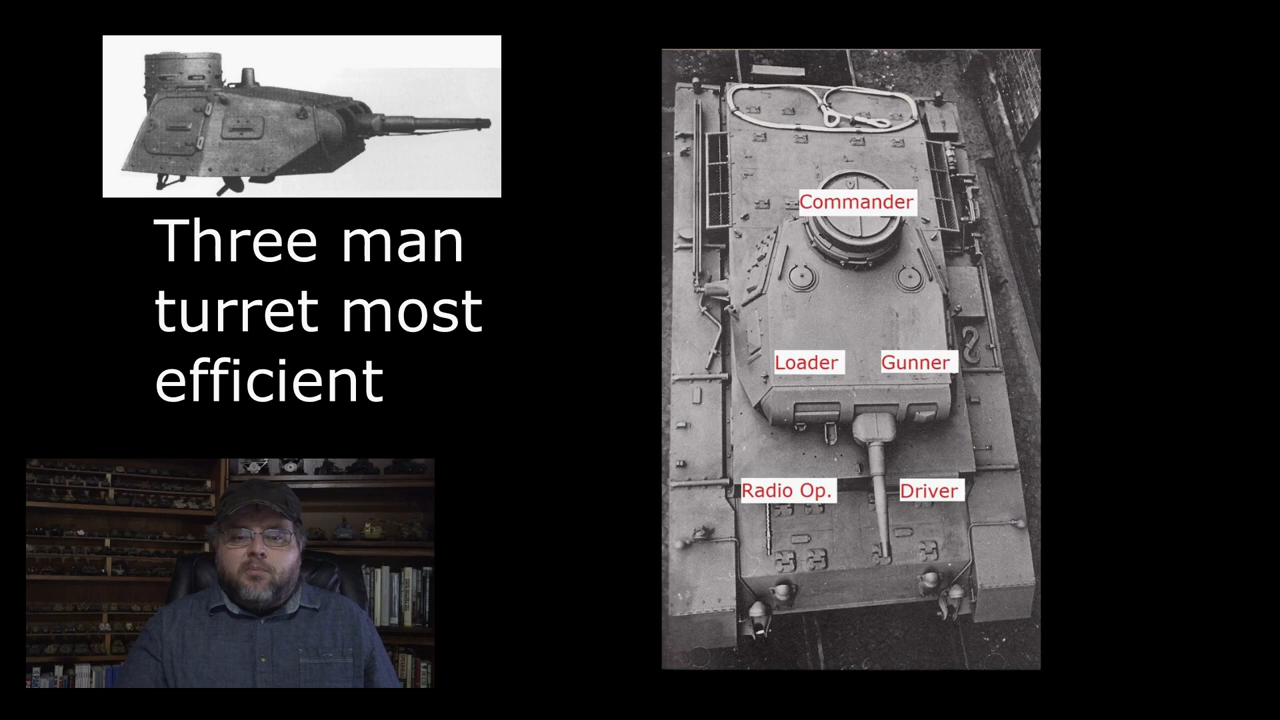 Three man
turret most
efficient
Commander
Loader
Gunner
Radio Op.
Driver